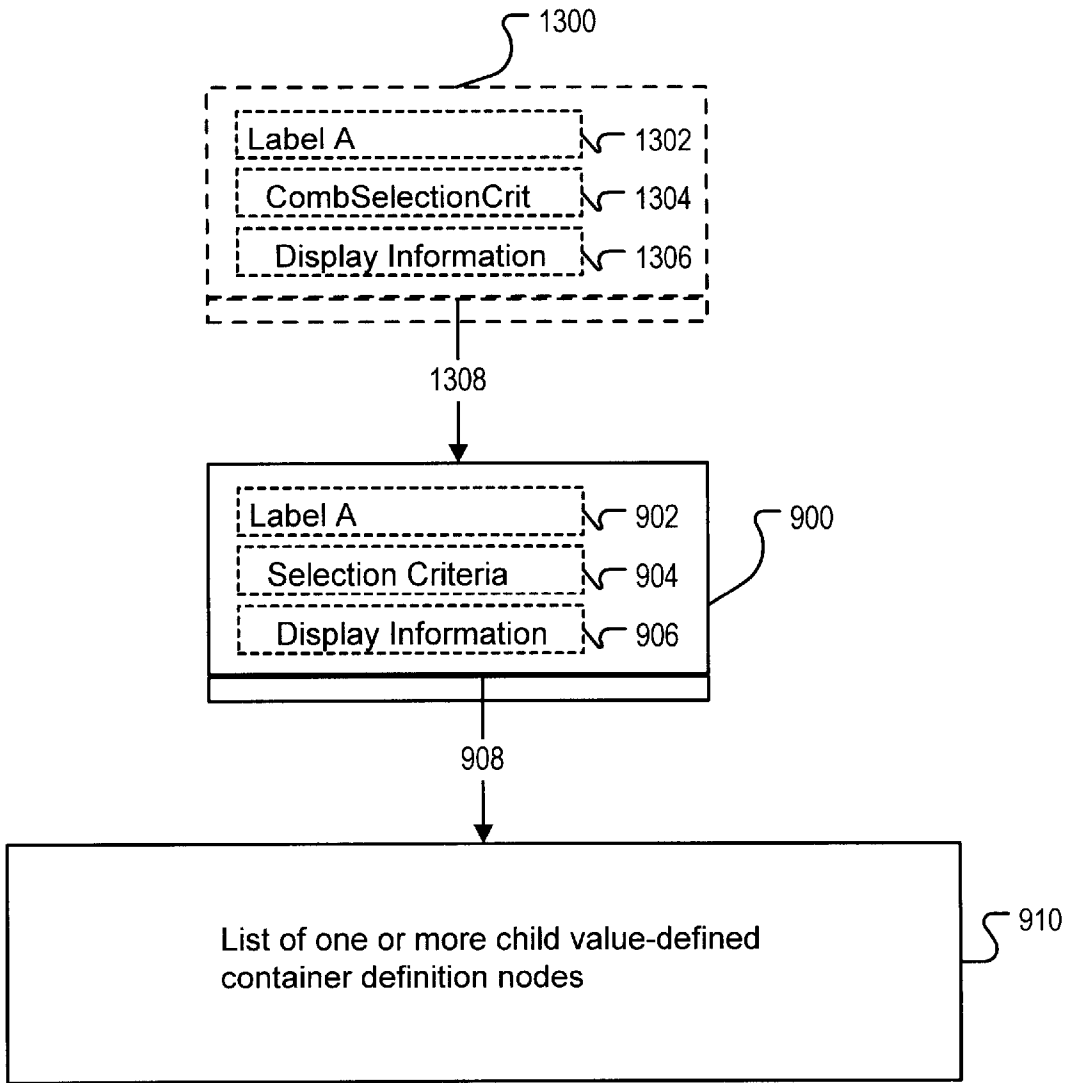 1300
Label A
1302
CombSelectionCrit
1304
Display Information
1306
1308
Label A
902
900
Selection Criteria
904
Display Information
906
908
List of one or more child value-defined
container definition nodes
910